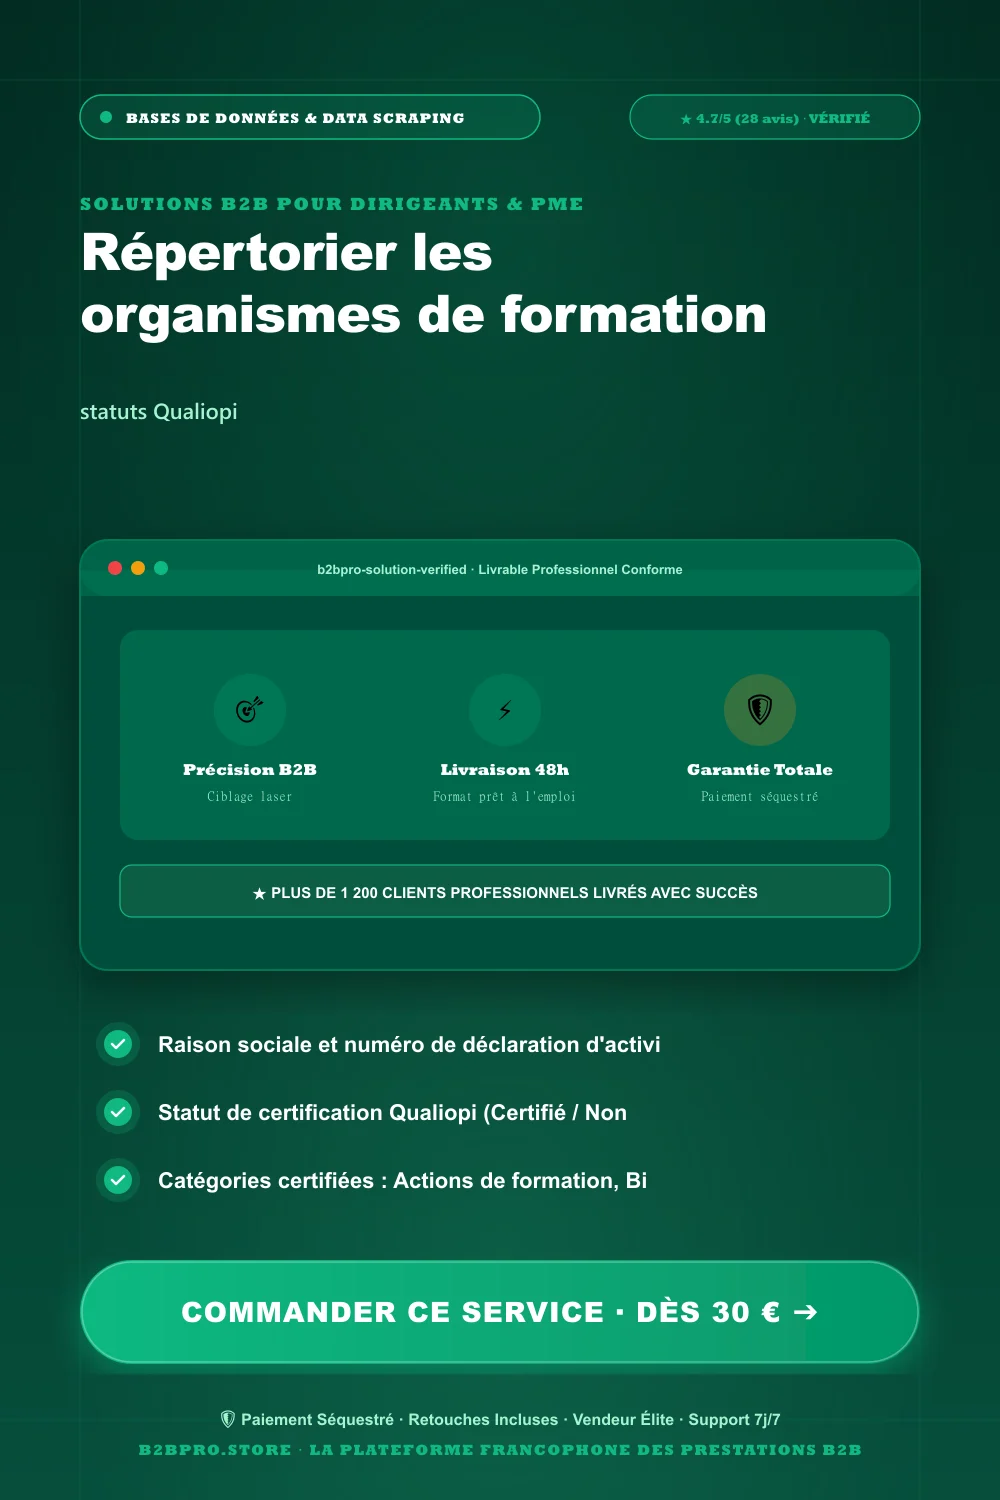 BASES DE DONNÉES & DATA SCRAPING
★ 4.7/5 (28 avis) · VÉRIFIÉ
SOLUTIONS B2B POUR DIRIGEANTS & PME
Répertorier les
organismes de formation
statuts Qualiopi
b2bpro-solution-verified · Livrable Professionnel Conforme
Précision B2B
Ciblage laser
Livraison 48h
Format prêt à l'emploi
Garantie Totale
Paiement séquestré
★ PLUS DE 1 200 CLIENTS PROFESSIONNELS LIVRÉS AVEC SUCCÈS
Raison sociale et numéro de déclaration d'activi
Statut de certification Qualiopi (Certifié / Non
Catégories certifiées : Actions de formation, Bi
COMMANDER CE SERVICE · DÈS 30 € →
Paiement Séquestré · Retouches Incluses · Vendeur Élite · Support 7j/7
B2BPRO.STORE · LA PLATEFORME FRANCOPHONE DES PRESTATIONS B2B